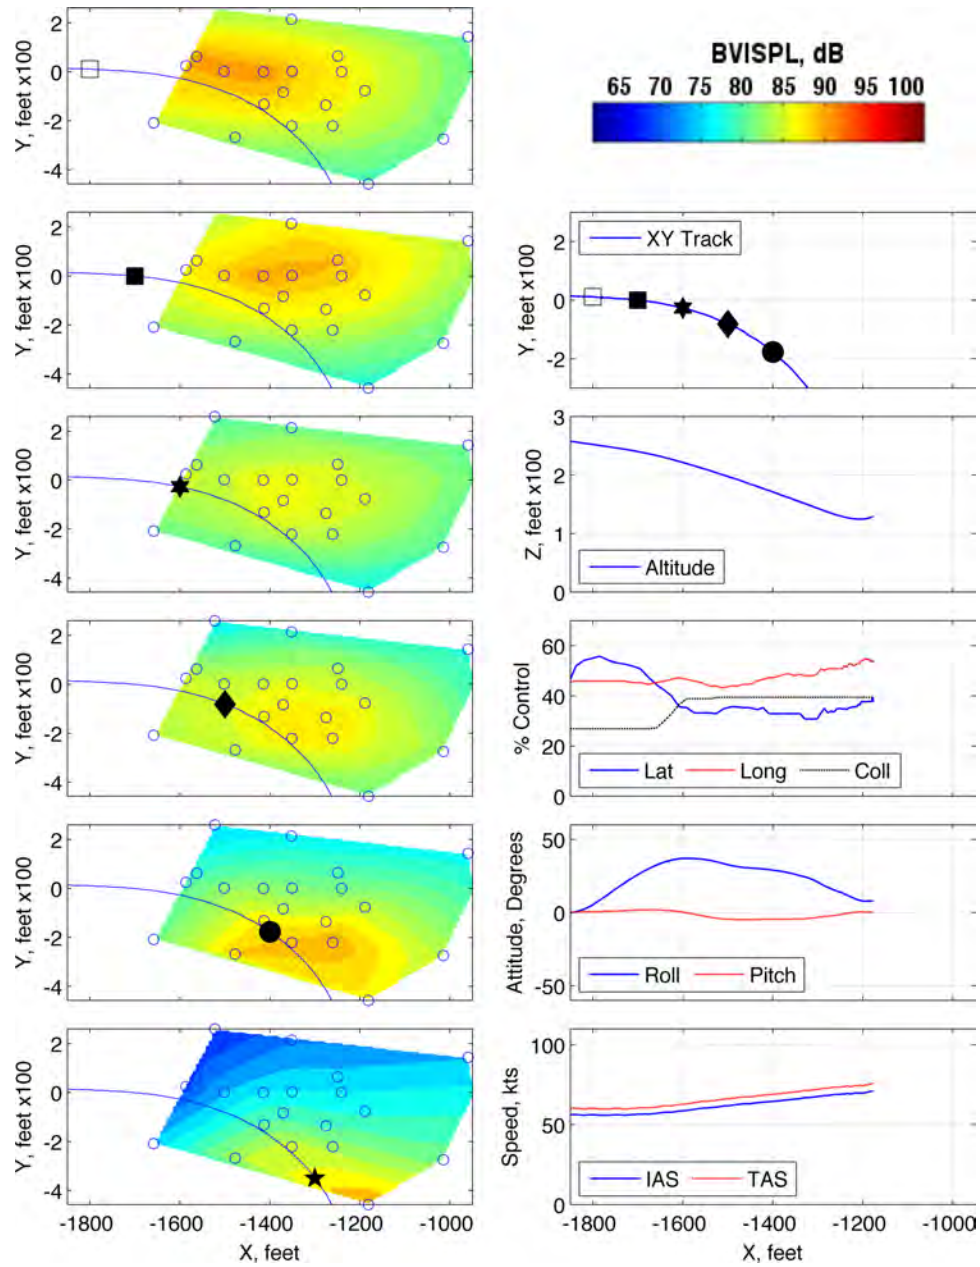 2
0
-2
-4
Y, feet x100
BVISPL, dB
65 73 78 85 90 95 100
2
0
-2
-4
Y, feet x100
XY Track
2
0
-2
Y, feet x100
2
0
-2
-4
Y, feet x100
3
2
1
0
Z, feet x100
Altitude
2
0
-2
-4
Y, feet x100
60
40
20
0
% Control
Lat Long Coll
2
0
-2
-4
Y, feet x100
50
0
-50
Attitude, Degrees
Roll Pitch
2
0
-2
-4
Y, feet x100
-1800 -1600 -1400 -1200 -1000
X, feet
100
50
0
Speed, kts
IAS TAS
-1800 -1600 -1400 -1200 -1000
X, feet